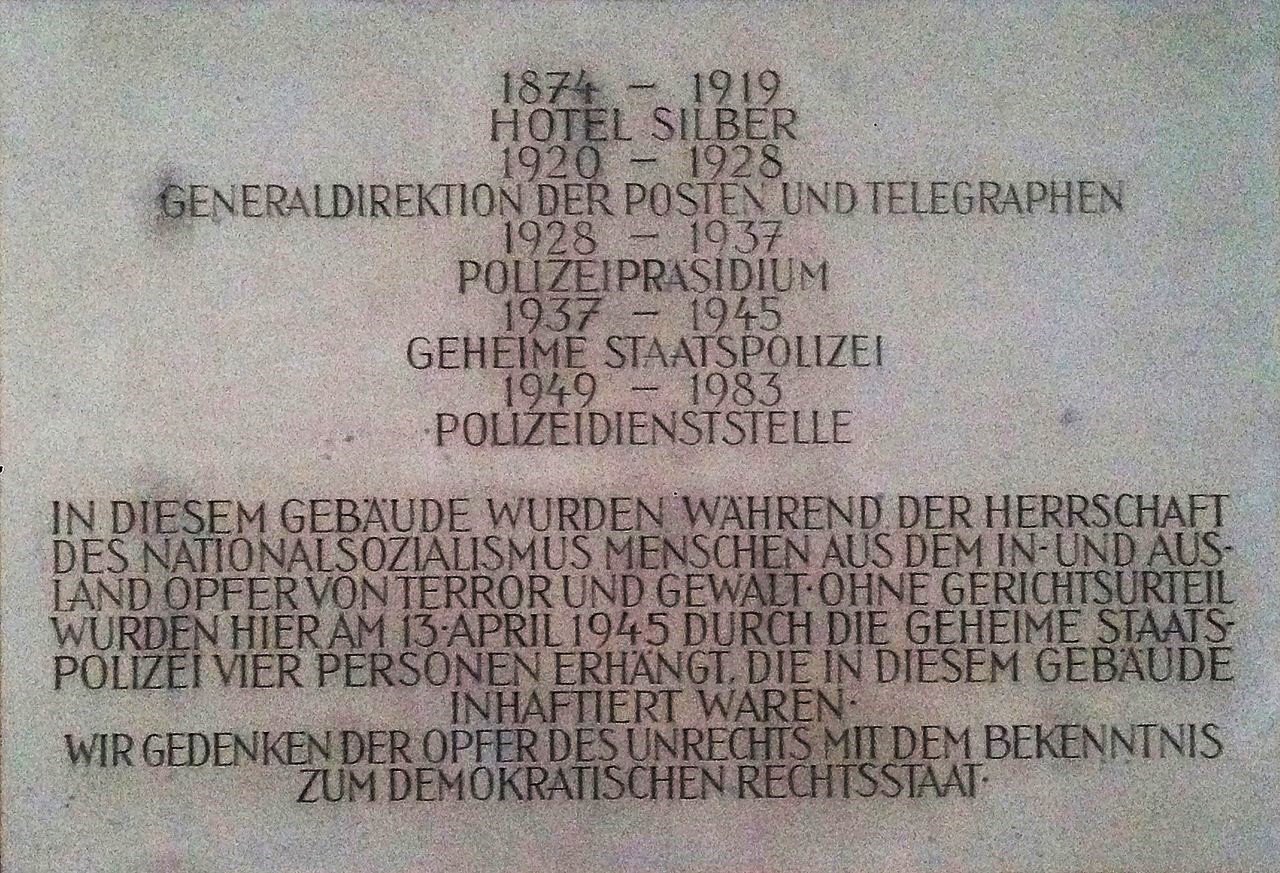 1874 – 1919
HOTEL SILBER
1920 – 1928
GENERALDIREKTION DER POSTEN UND TELEGRAPHEN
1928 – 1937
POLIZEIPRÄSIDIUM
1937 – 1945
GEHEIME STAATSPOLIZEI
1949 – 1983
POLIZEIDIENSTSTELLE
IN DIESEM GEBÄUDE WURDEN WÄHREND DER HERRSCHAFT
DES NATIONALSOZIALISMUS MENSCHEN AUS DEM IN- UND AUS-
LAND OPFER VON TERROR UND GEWALT· OHNE GERICHTSURTEIL
WURDEN HIER AM 13·APRIL 1945 DURCH DIE GEHEIME STAATS-
POLIZEI VIER PERSONEN ERHÄNGT, DIE IN DIESEM GEBÄUDE
INHAFTIERT WAREN·
WIR GEDENKEN DER OPFER DES UNRECHTS MIT DEM BEKENNTNIS
ZUM DEMOKRATISCHEN RECHTSSTAAT·